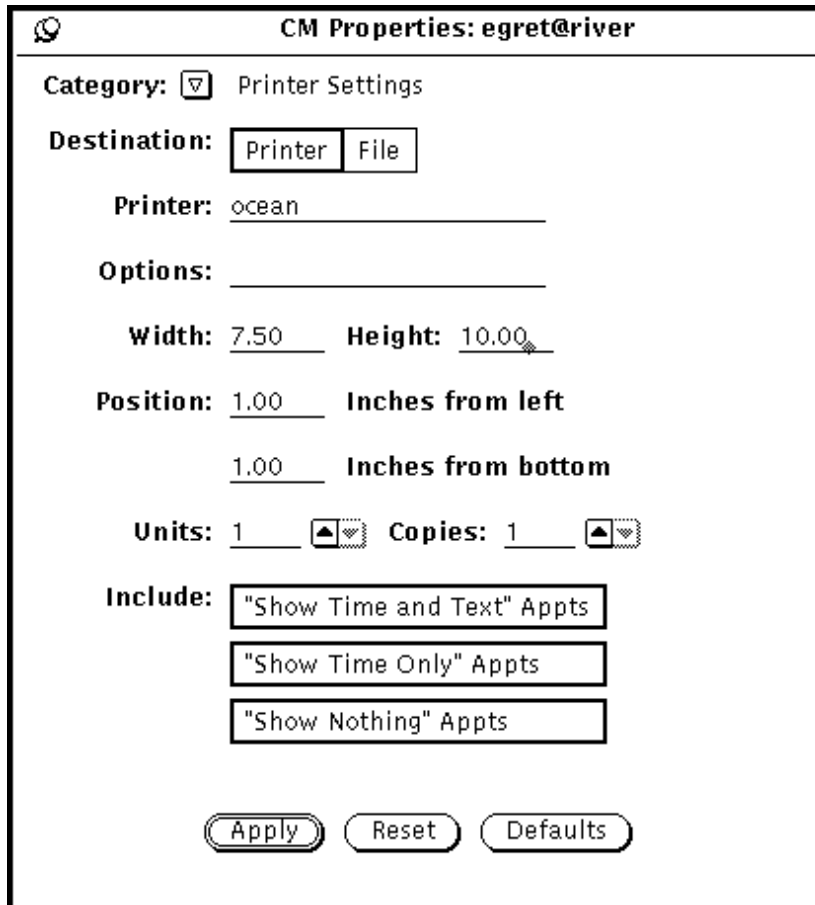 CM Properties: egret@river
Category: Printer Settings
Destination: Printer File
Printer: ocean
Options:
Width: 7.50 Height: 10.00
Position: 1.00 Inches from left
1.00 Inches from bottom
Units: 1 Copies: 1
Include: "Show Time and Text" Appts
"Show Time Only" Appts
"Show Nothing" Appts
Apply Reset Defaults